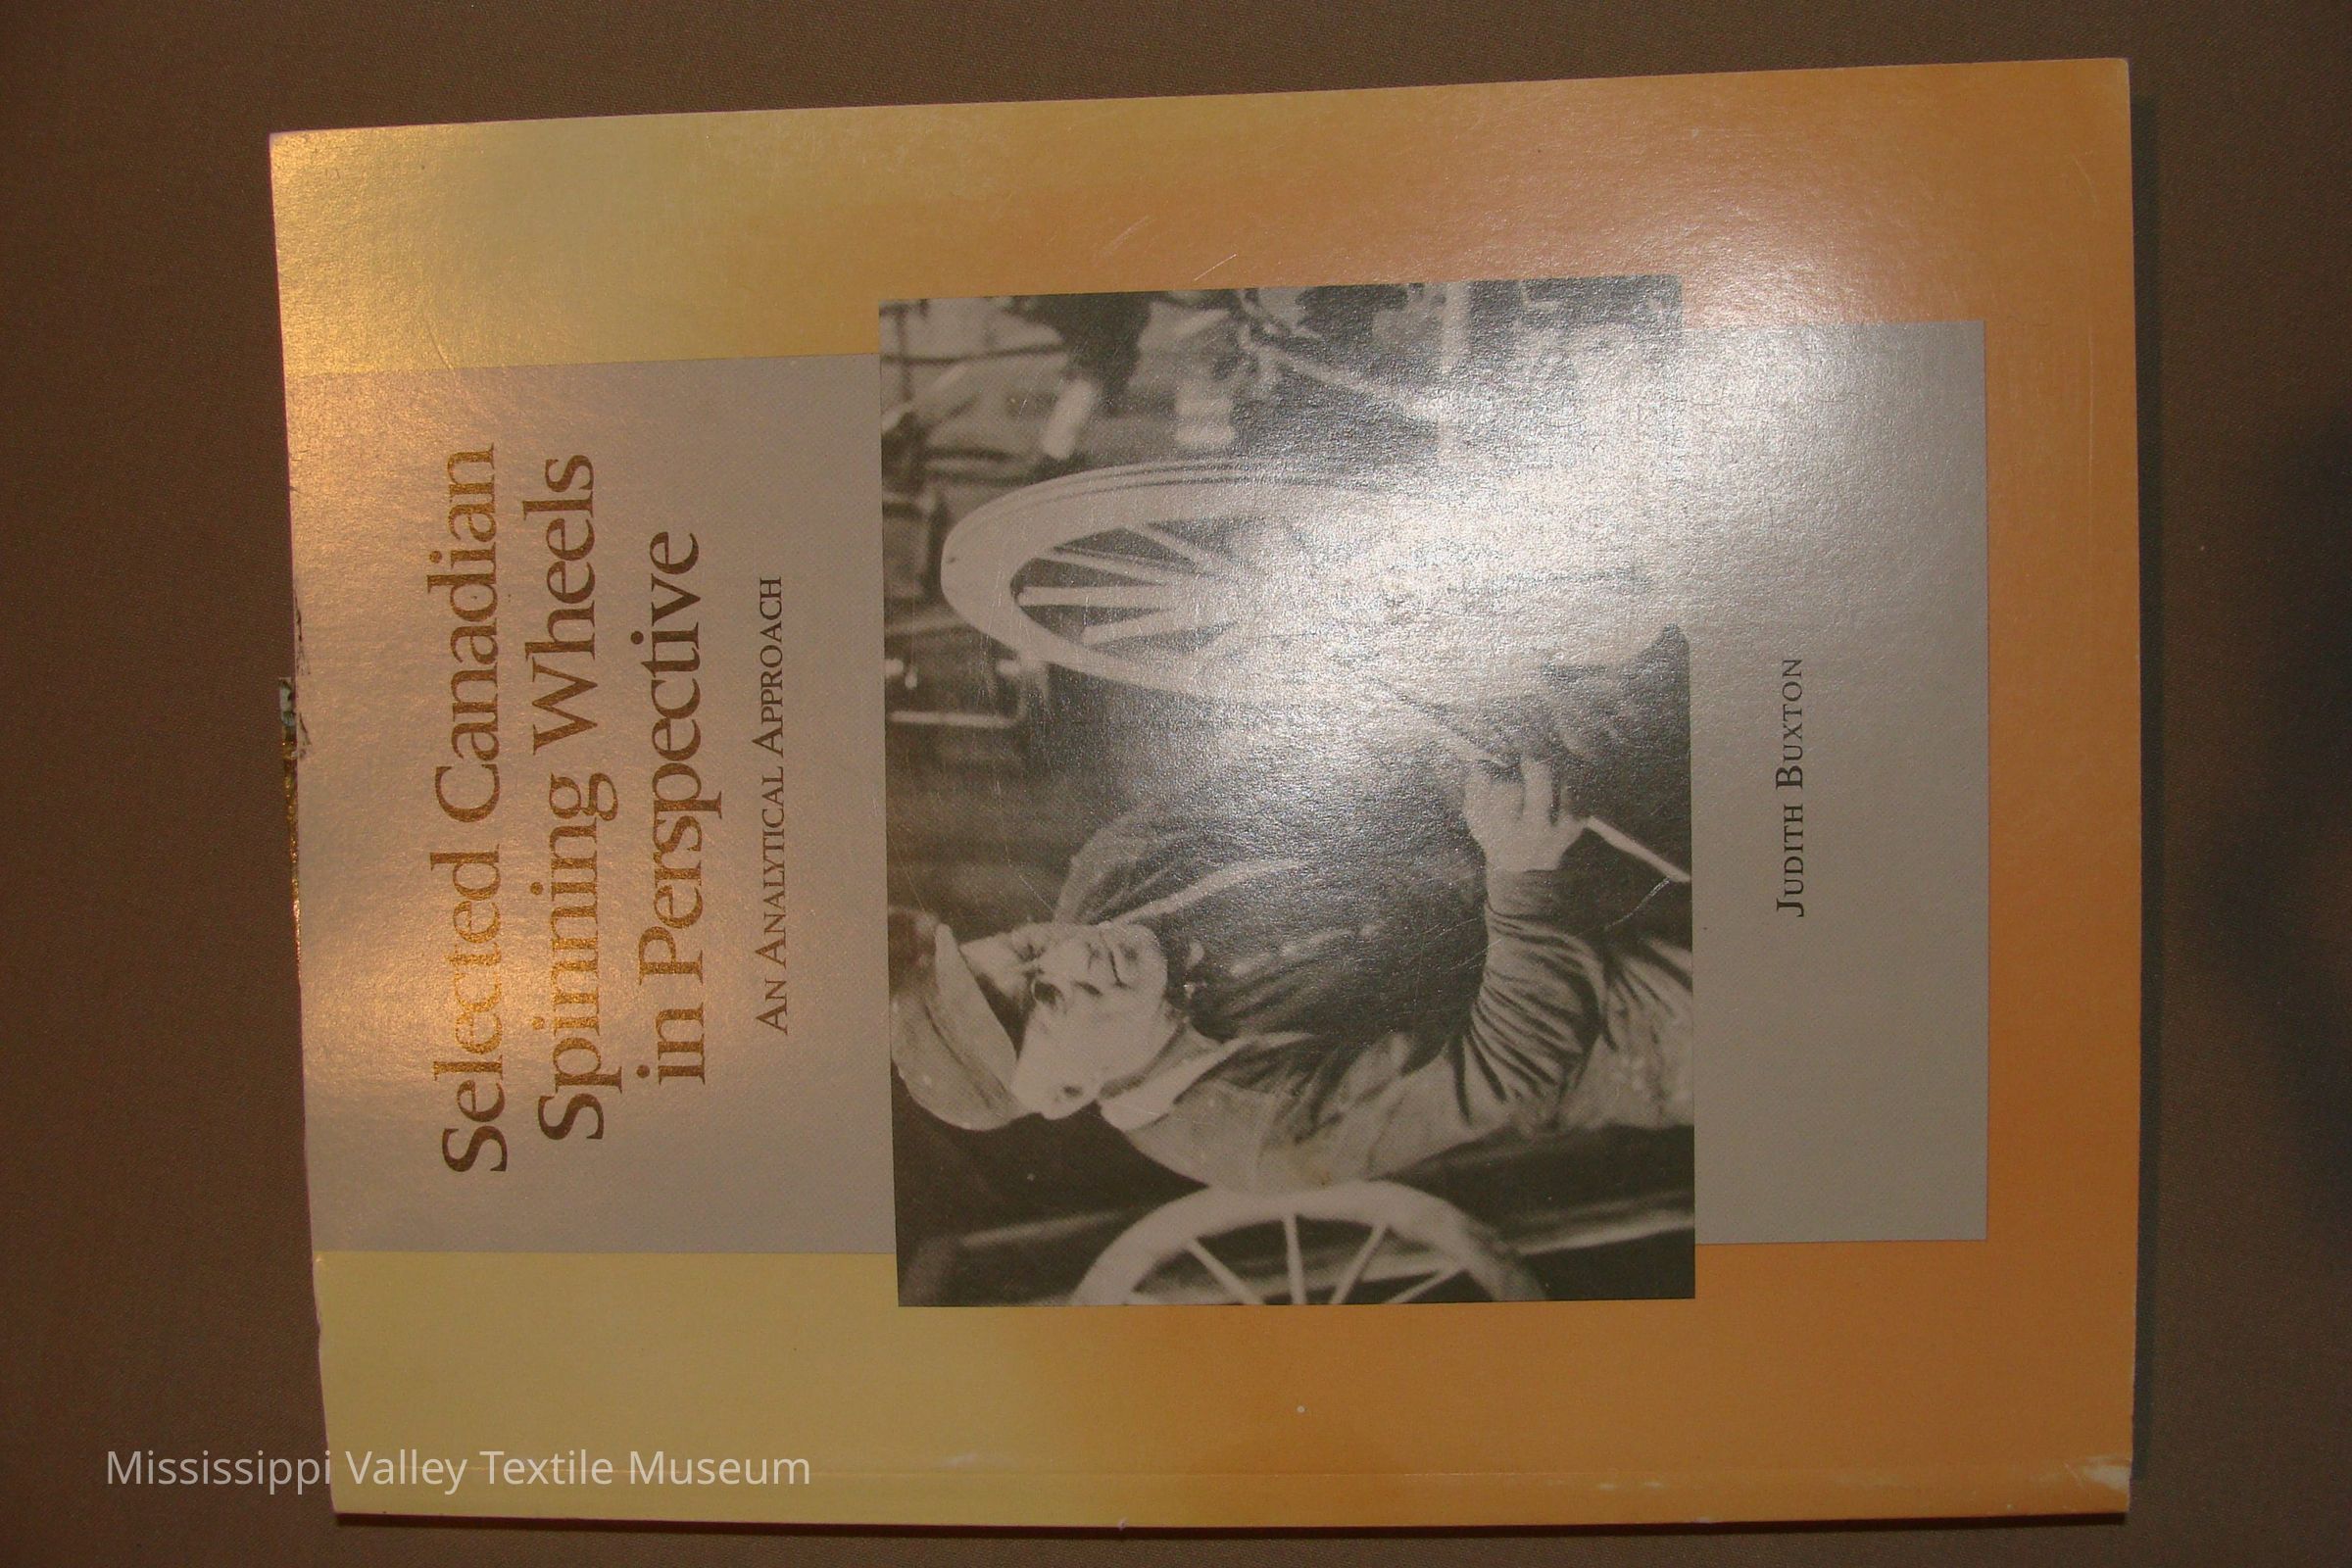 Selected Canadian
Spinning Wheels
in Perspective
AN ANALYTICAL APPROACH
JUDITH BUXTON
Mississippi Valley Textile Museum